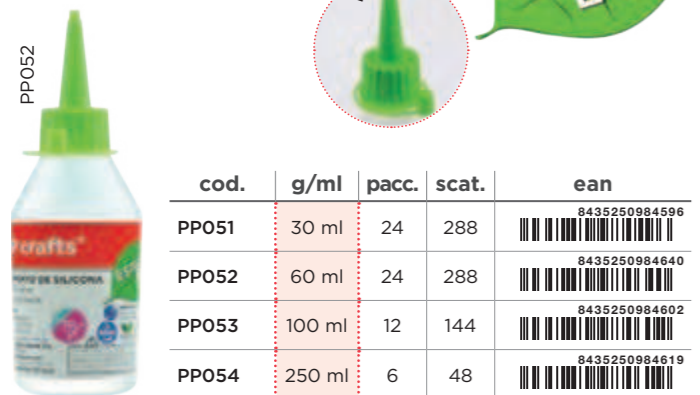 PP052
crafts
cod. g/ml pacc. scat. ean
PP051 30 ml 24 288 8435250984596
PP052 60 ml 24 288 8435250984640
PP053 100 ml 12 144 8435250984602
PP054 250 ml 6 48 8435250984619